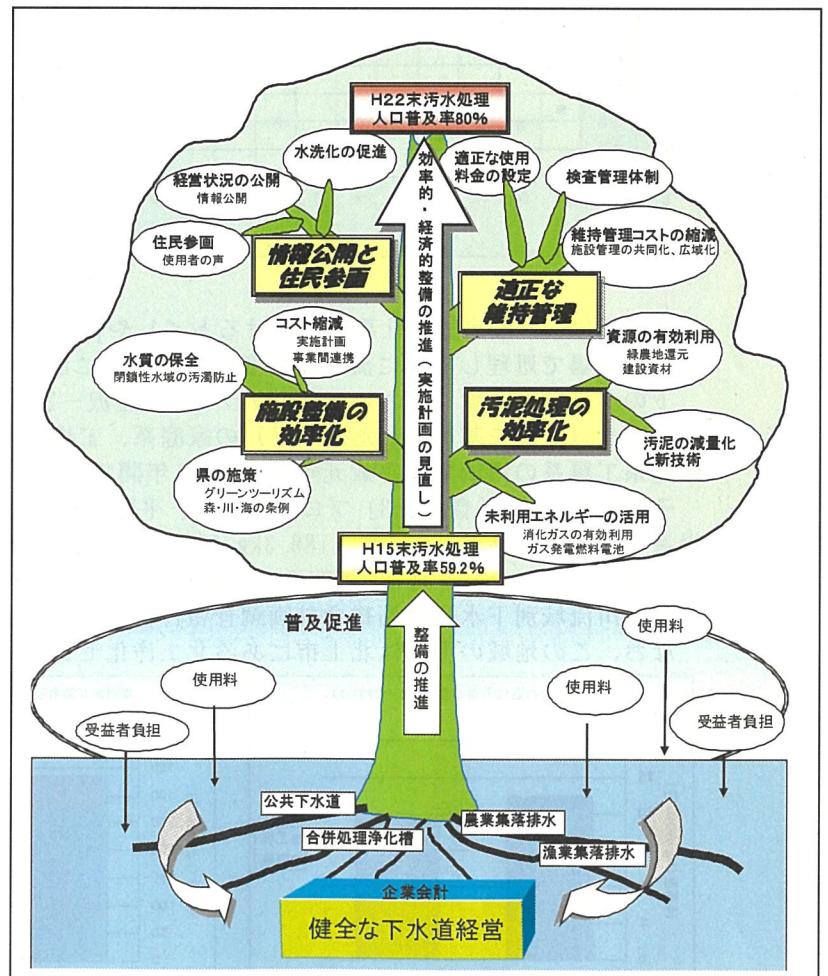 H22末汚水処理
人口普及率80%
水洗化の促進
適正な使用
料金の設定
経営状況の公開
情報公開
検査管理体制
住民参画
使用者の声
情報公開と
住民参画
維持管理コストの縮減
施設管理の共同化、広域化
適正な
維持管理
効率的・経済的整備の推進(実施計画の見直し)
コスト縮減
実施計画
事業間連携
資源の有効利用
緑農地還元
建設資材
水質の保全
閉鎖性水域の汚濁防止
施設整備の
効率化
汚泥処理の
効率化
汚泥の減量化
と新技術
県の施策
グリーンツーリズム
森・川・海の条例
未利用エネルギーの活用
消化ガスの有効利用
ガス発電燃料電池
H15末汚水処理
人口普及率59.2%
普及促進
整備の推進
使用料
使用料
使用料
受益者負担
受益者負担
公共下水道
農業集落排水
合併処理浄化槽
漁業集落排水
企業会計
健全な下水道経営